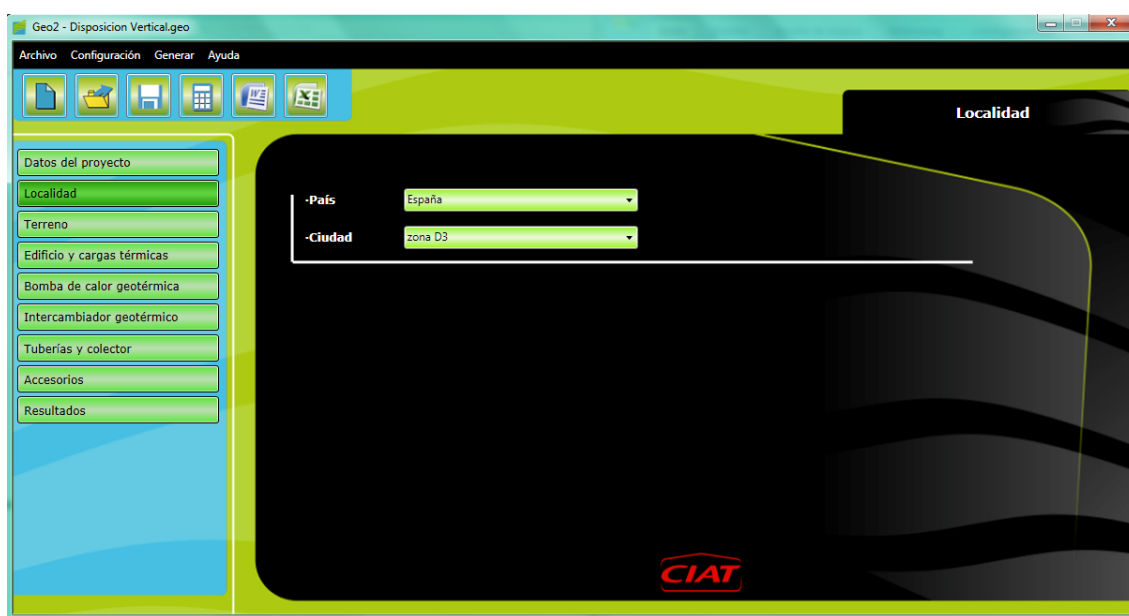 Geo2 - Disposicion Vertical.geo
Archivo Configuración Generar Ayuda
Localidad
Datos del proyecto
Localidad
Terreno
Edificio y cargas térmicas
Bomba de calor geotérmica
Intercambiador geotérmico
Tuberías y colector
Accesorios
Resultados
-País España
-Ciudad zona D3
CIAT